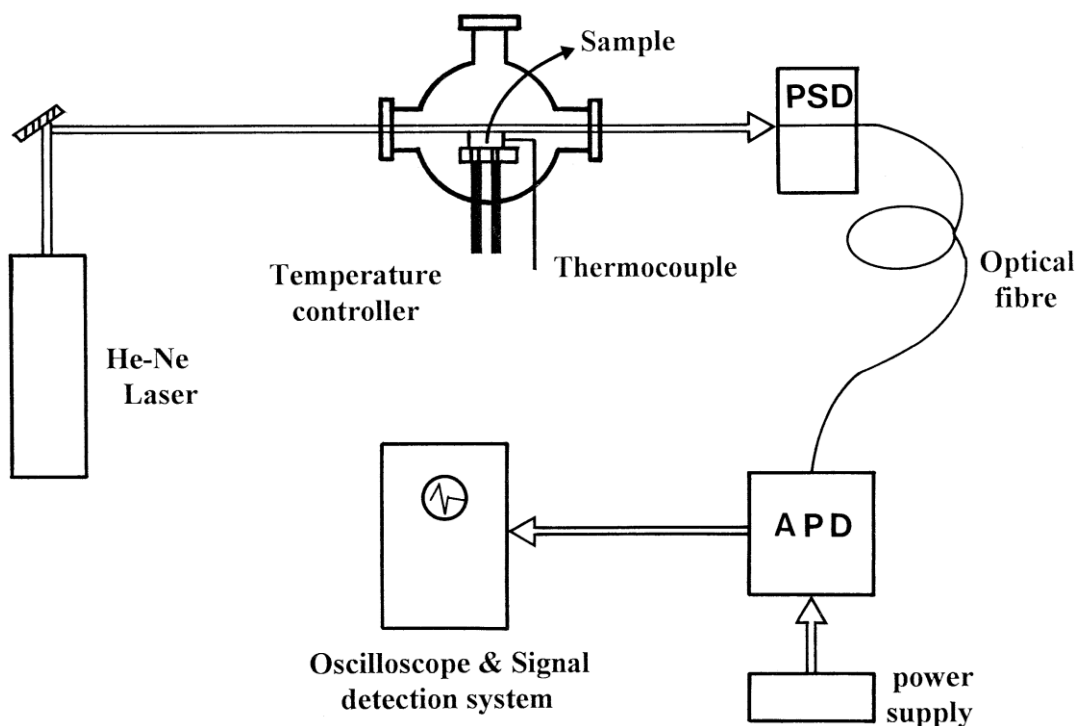 Sample
PSD
Temperature
controller
Thermocouple
Optical
fibre
He-Ne
Laser
APD
Oscilloscope & Signal
detection system
power
supply